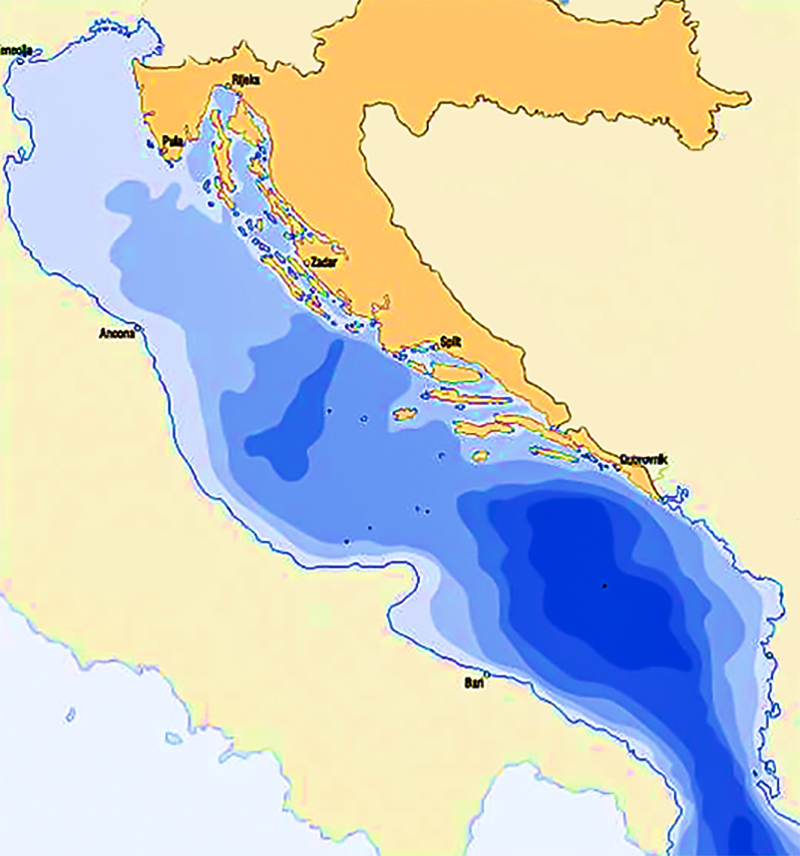 Rijeka
Pula
Zadar
Ancona
Split
Dubrovnik
Bari